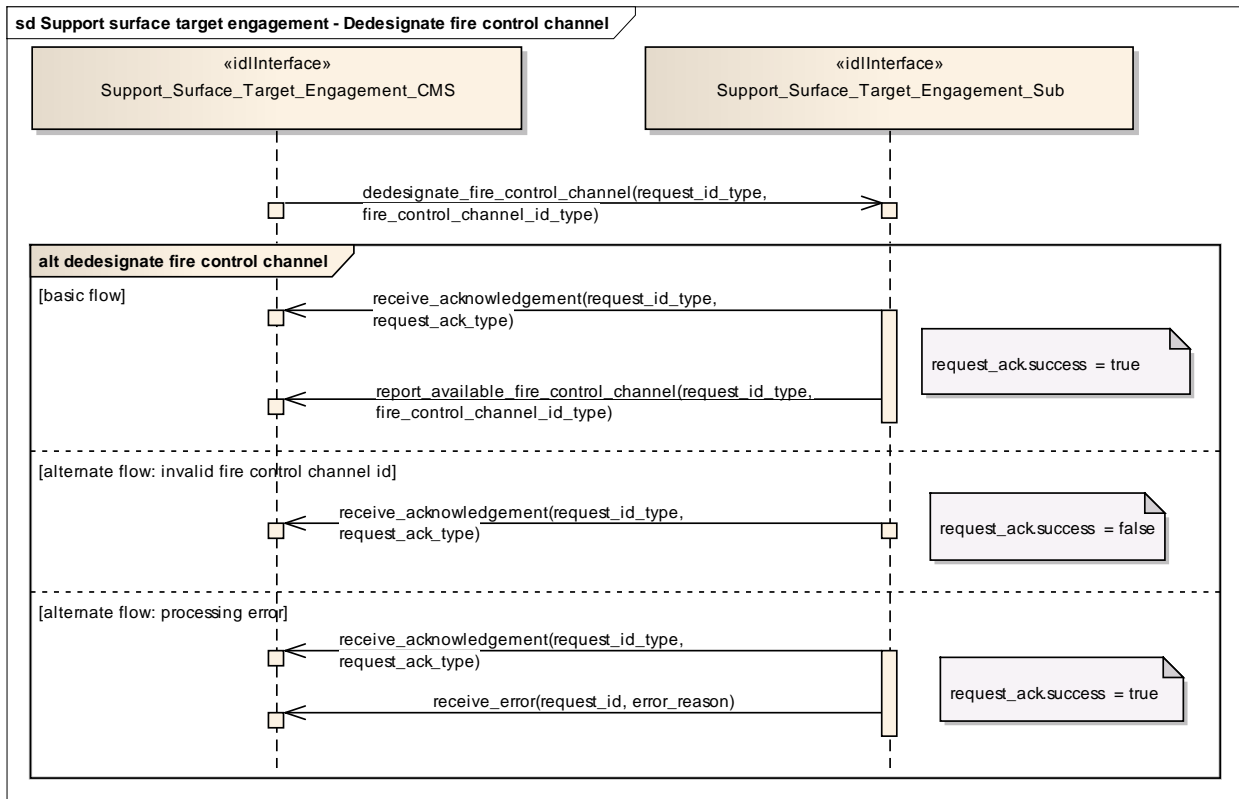 sd Support surface target engagement - Dedesignate fire control channel
«idlInterface»
Support_Surface_Target_Engagement_CMS
«idlInterface»
Support_Surface_Target_Engagement_Sub
dedesignate_fire_control_channel(request_id_type,
fire_control_channel_id_type)
alt dedesignate fire control channel
[basic flow]
receive_acknowledgement(request_id_type,
request_ack_type)
request_ack.success = true
report_available_fire_control_channel(request_id_type,
fire_control_channel_id_type)
[alternate flow: invalid fire control channel id]
receive_acknowledgement(request_id_type,
request_ack_type)
request_ack.success = false
[alternate flow: processing error]
receive_acknowledgement(request_id_type,
request_ack_type)
request_ack.success = true
receive_error(request_id, error_reason)